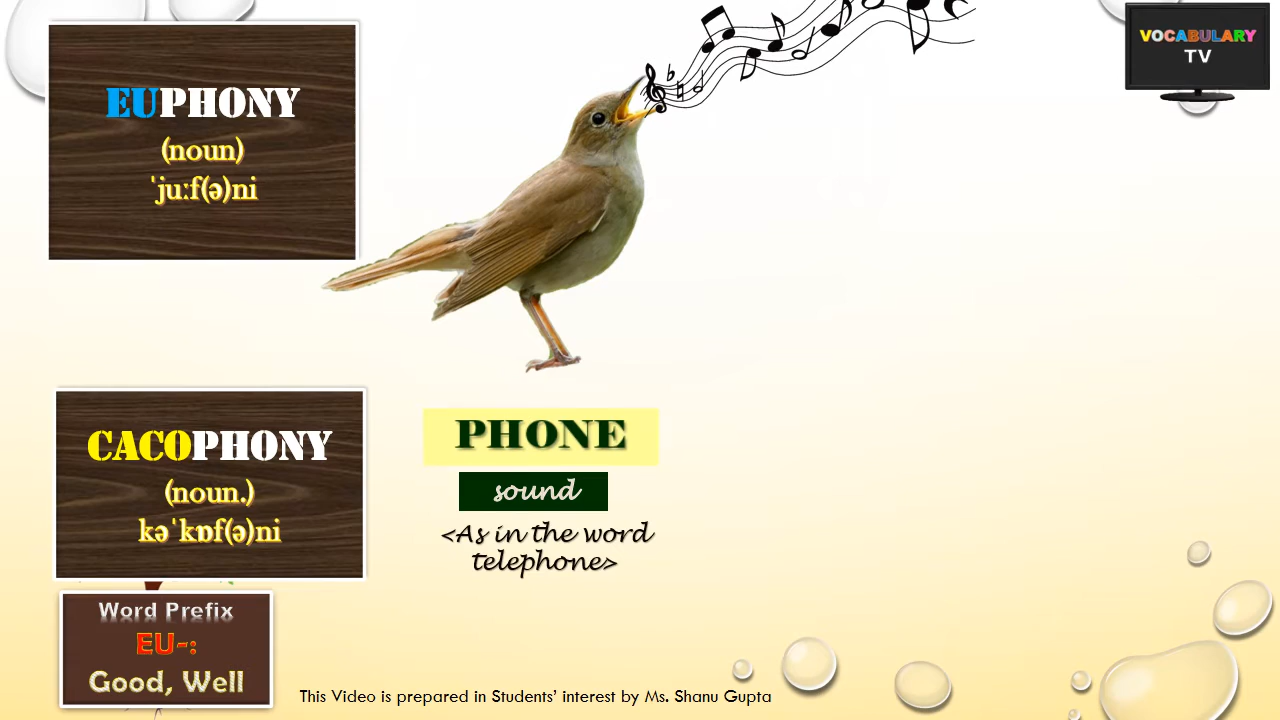 EUPHONY
(noun)
ˈjuːf(ə)ni
VOCABULARY
TV
CACOPHONY
(noun.)
kəˈkɒf(ə)ni
PHONE
sound
<As in the word
telephone>
Word Prefix
EU-:
Good, Well
This Video is prepared in Students’ interest by Ms. Shanu Gupta